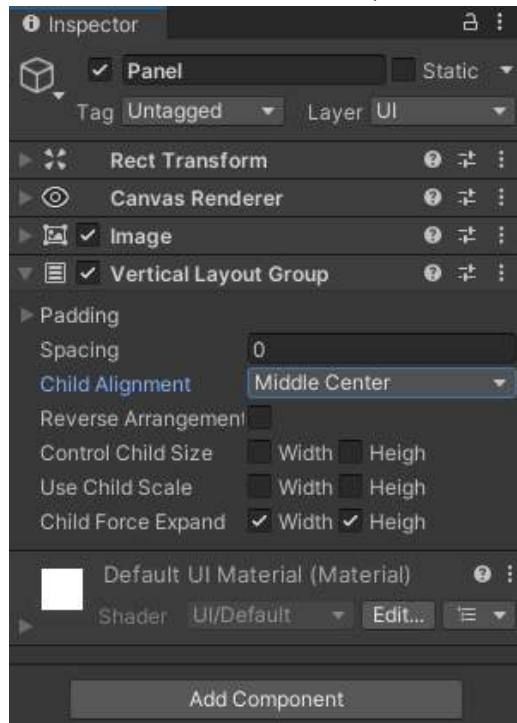 Inspector
Panel Static
Tag Untagged Layer UI
Rect Transform
Canvas Renderer
Image
Vertical Layout Group
Padding
Spacing 0
Child Alignment Middle Center
Reverse Arrangement
Control Child Size Width Heigh
Use Child Scale Width Heigh
Child Force Expand Width Heigh
Default UI Material (Material)
Shader UI/Default Edit...
Add Component